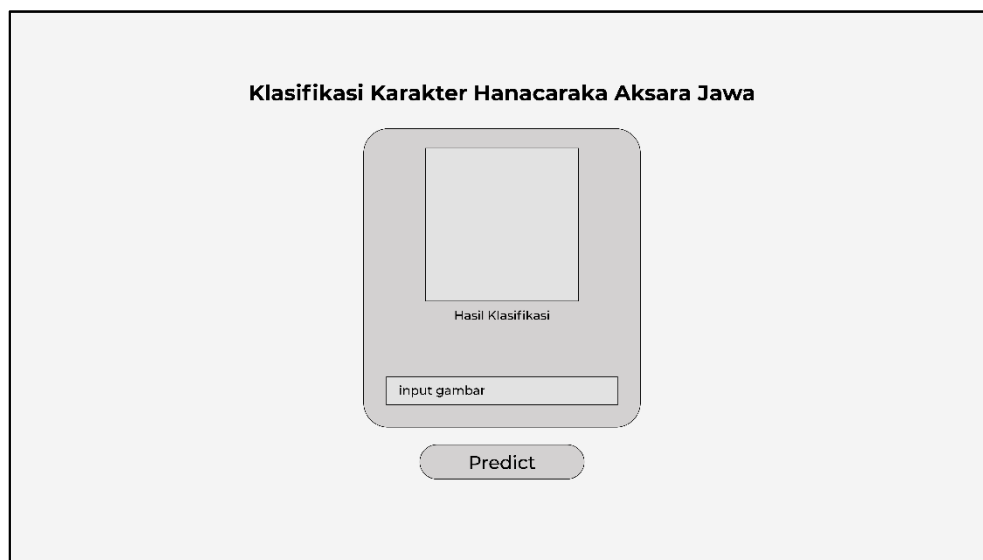 Klasifikasi Karakter Hanacaraka Aksara Jawa
Hasil Klasifikasi
input gambar
Predict